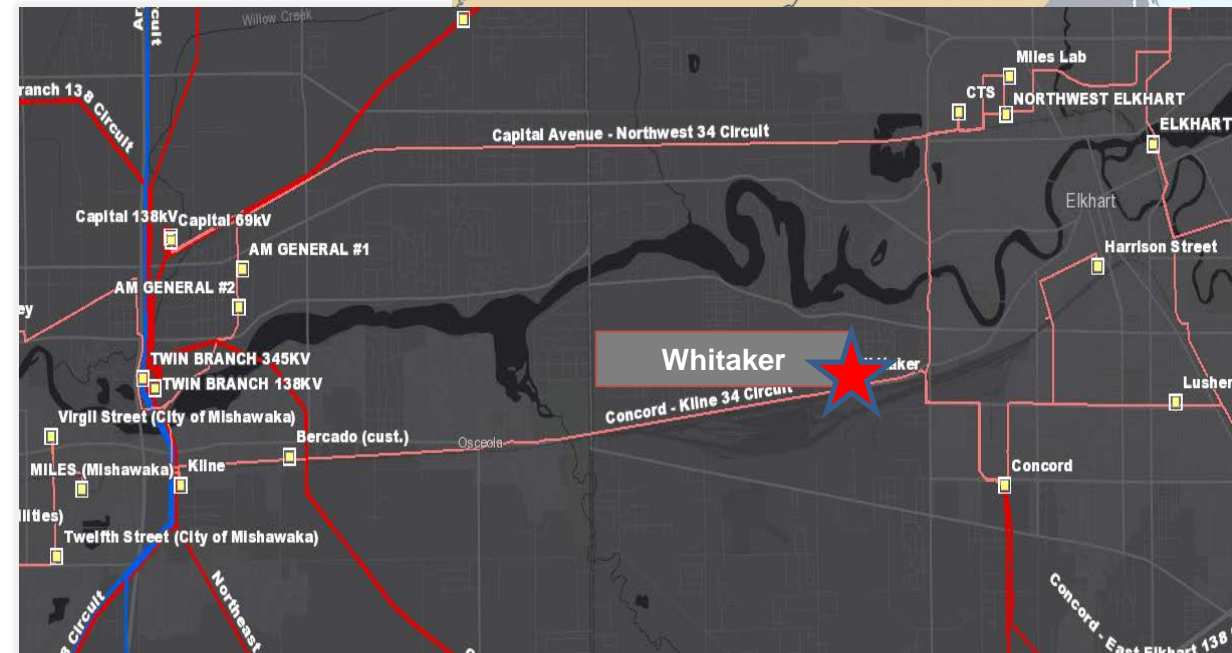 Willow Creek
Circuit
Miles Lab
CTS
NORTHWEST ELKHART
ranch 138 Circuit
Capital Avenue - Northwest 34 Circuit
ELKHART
Elkhart
Capital 138kV
Capital 69kV
AM GENERAL #1
Harrison Street
AM GENERAL #2
ey
Whitaker
aker
TWIN BRANCH 345KV
TWIN BRANCH 138KV
Lusher
Concord - Kline 34 Circuit
Virgil Street (City of Mishawaka)
Bercado (cust.)
Osceola
MILES (Mishawaka)
Kline
Concord
ilities)
Twelfth Street (City of Mishawaka)
Northeast
8 Circuit
Concord - East Elkhart 138